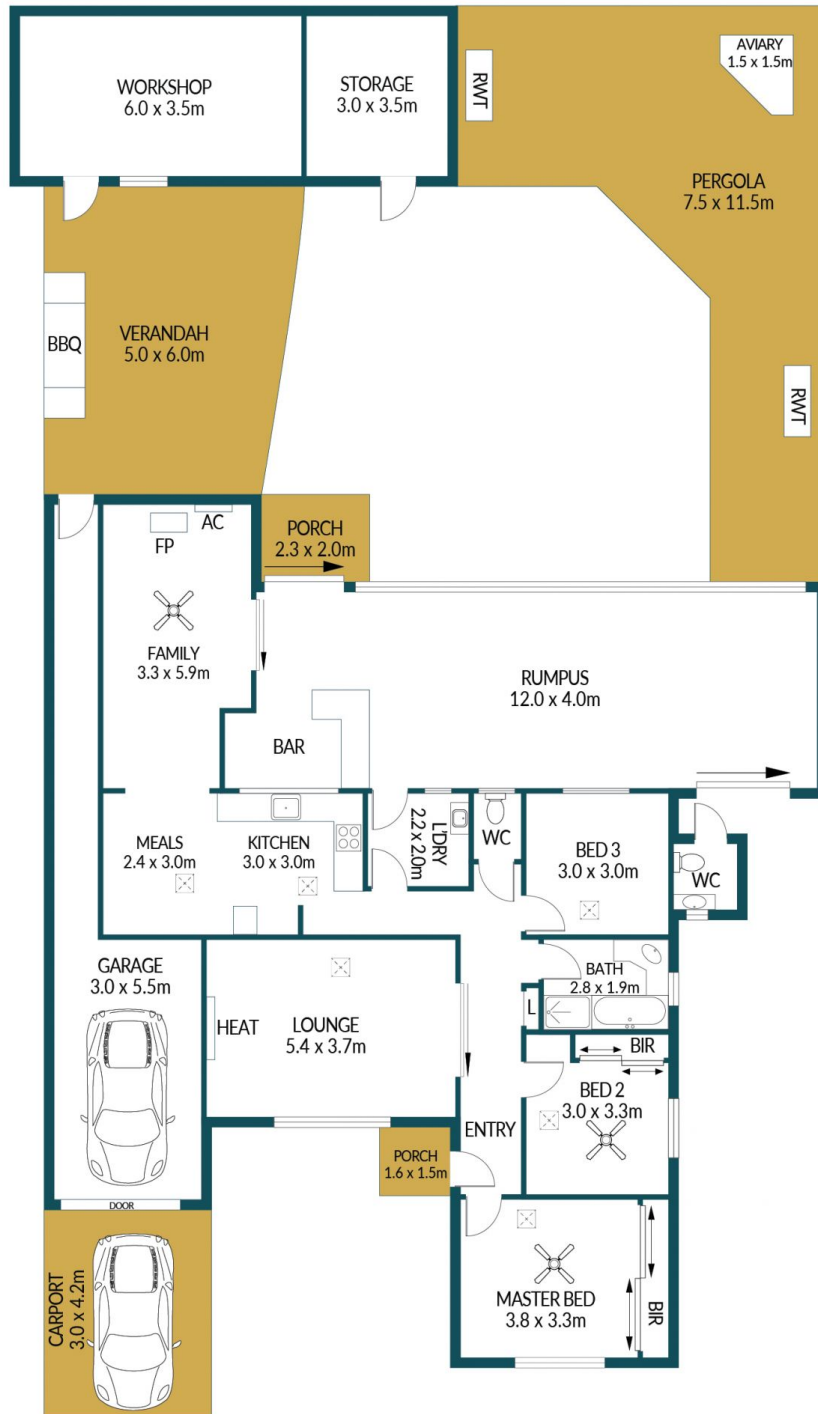 WORKSHOP
6.0 x 3.5m
STORAGE
3.0 x 3.5m
RWT
AVIARY
1.5 x 1.5m
PERGOLA
7.5 x 11.5m
BBQ
VERANDAH
5.0 x 6.0m
RWT
FP
AC
PORCH
2.3 x 2.0m
FAMILY
3.3 x 5.9m
RUMPUS
12.0 x 4.0m
BAR
MEALS
2.4 x 3.0m
KITCHEN
3.0 x 3.0m
L'DRY
2.2 x 2.0m
WC
BED 3
3.0 x 3.0m
WC
GARAGE
3.0 x 5.5m
HEAT
LOUNGE
5.4 x 3.7m
BATH
2.8 x 1.9m
L
BIR
BED 2
3.0 x 3.3m
ENTRY
PORCH
1.6 x 1.5m
DOOR
CARPORT
3.0 x 4.2m
MASTER BED
3.8 x 3.3m
BIR